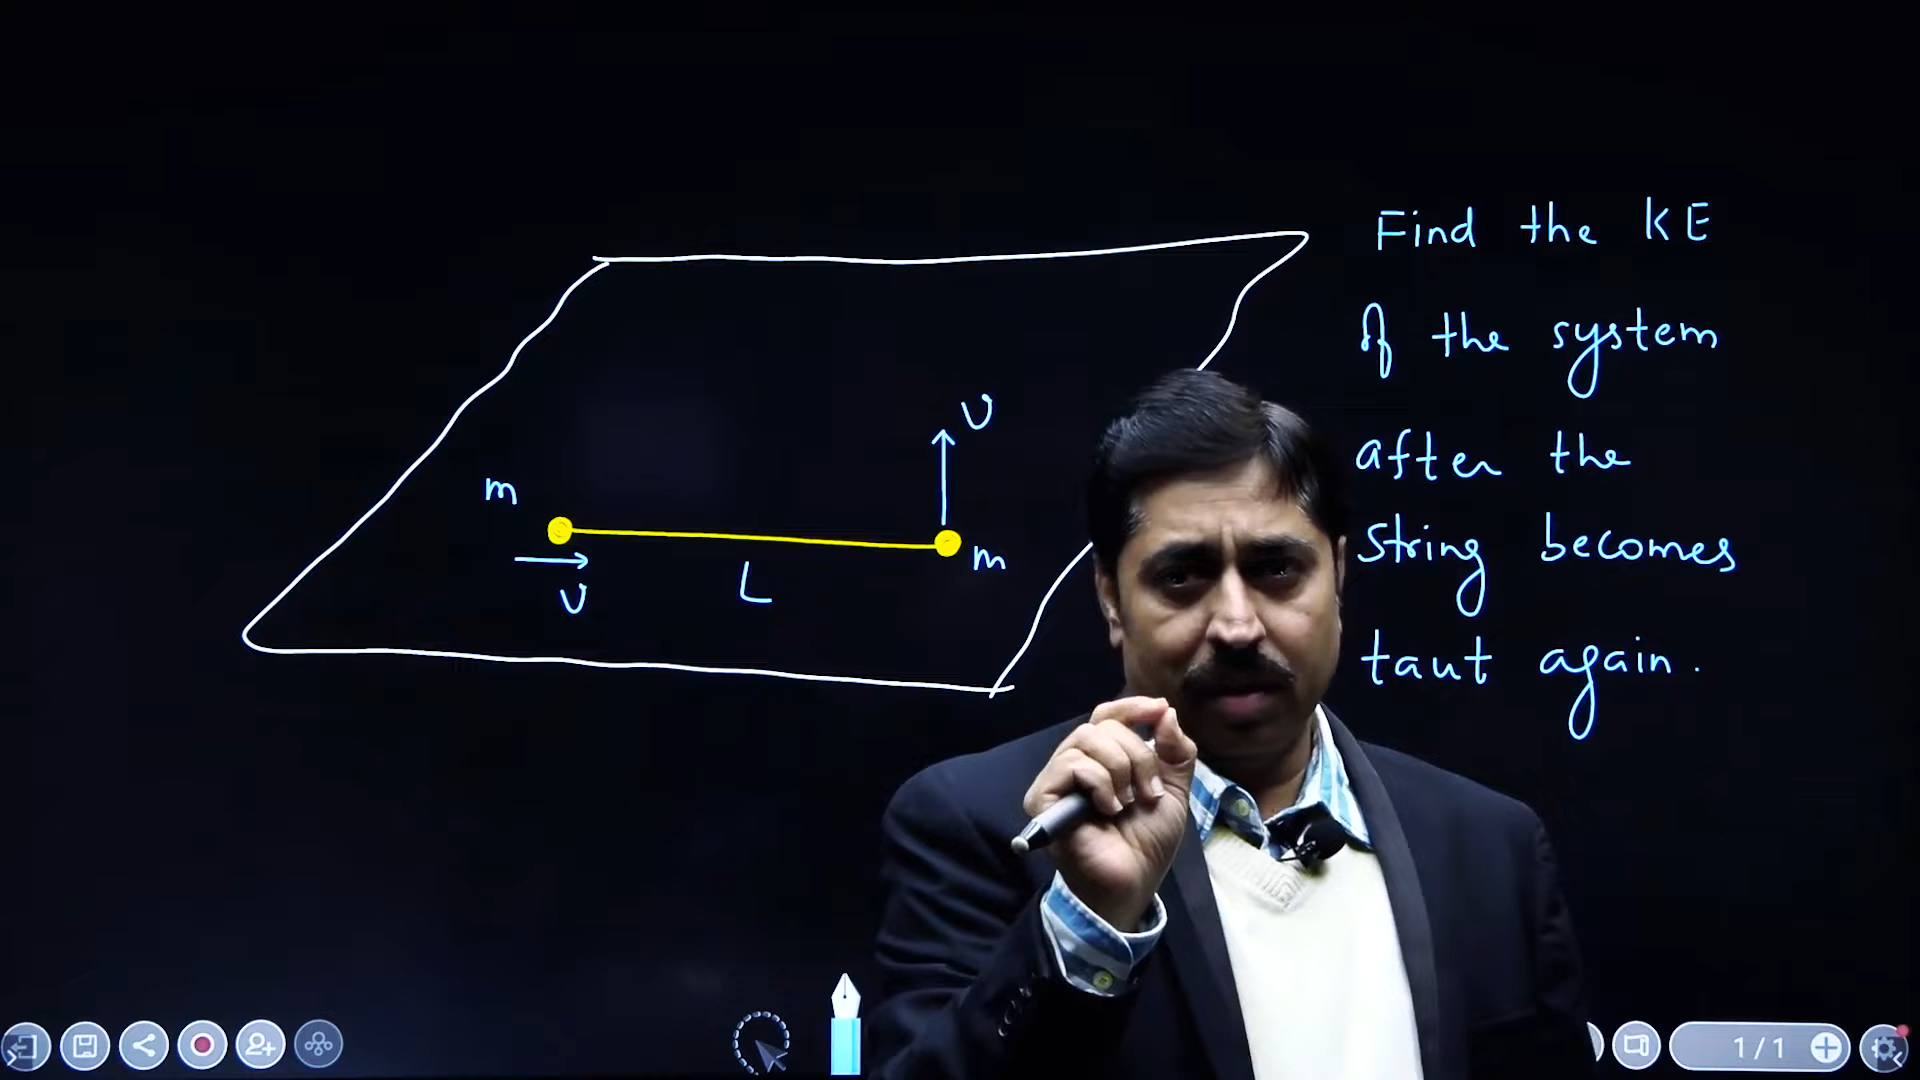 Find the KE
of the system
after the
string becomes
taut again.
m
v
L
v
m
1/1